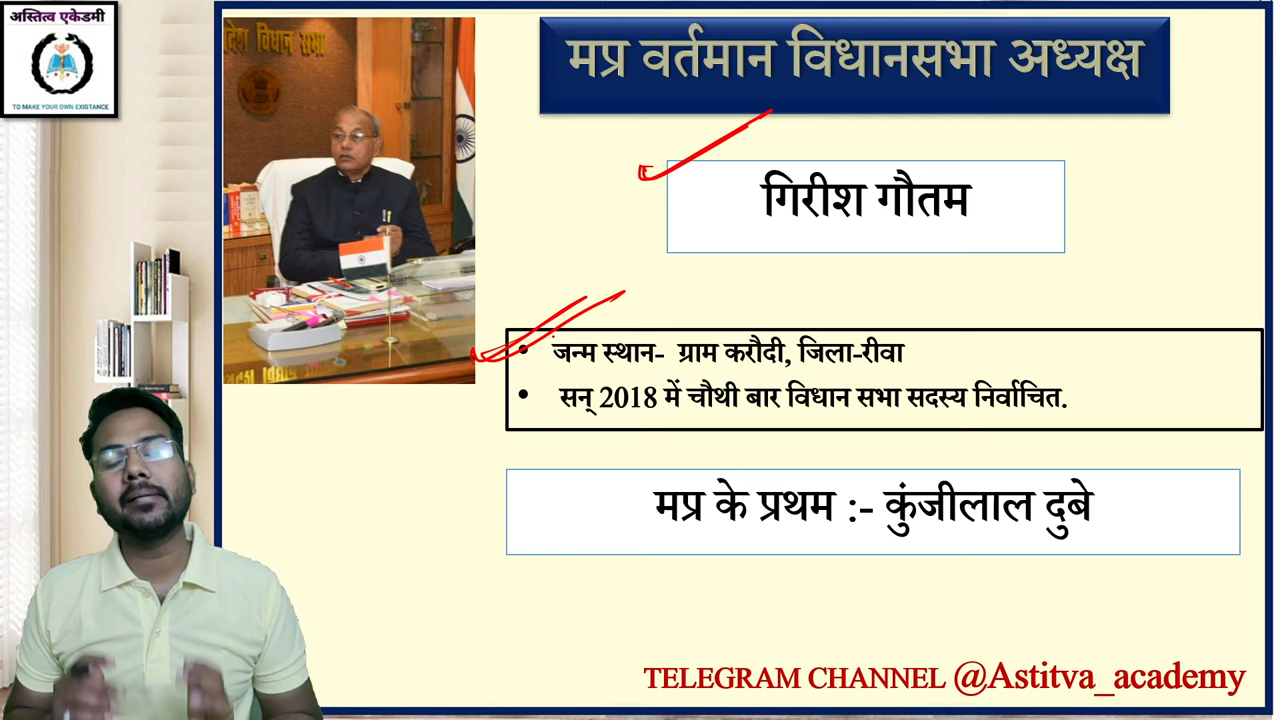 अस्तित्व एकेडमी
TO MAKE YOUR OWN EXISTANCE
देश विधान सभा
मप्र वर्तमान विधानसभा अध्यक्ष
गिरीश गौतम
• जन्म स्थान- ग्राम करौदी, जिला-रीवा
• सन् 2018 में चौथी बार विधान सभा सदस्य निर्वाचित.
मप्र के प्रथम :- कुंजीलाल दुबे
TELEGRAM CHANNEL @Astitva_academy